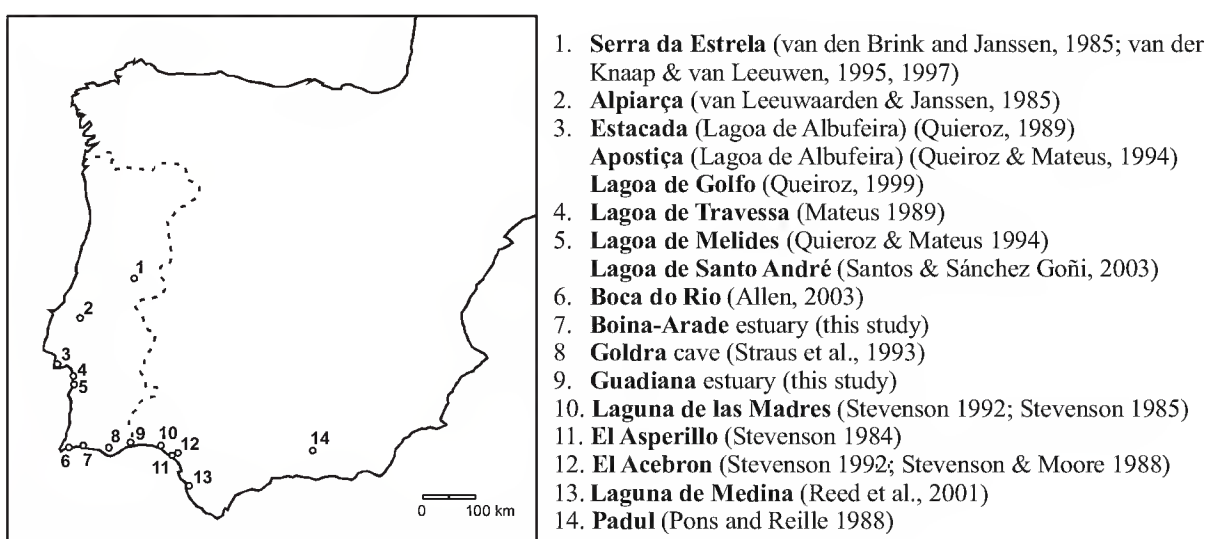 1. Serra da Estrela (van den Brink and Janssen, 1985; van der
Knaap & van Leeuwen, 1995, 1997)
2. Alpiarça (van Leeuwaarden & Janssen, 1985)
3. Estacada (Lagoa de Albufeira) (Quieroz, 1989)
Apostiça (Lagoa de Albufeira) (Queiroz & Mateus, 1994)
Lagoa de Golfo (Queiroz, 1999)
4. Lagoa de Travessa (Mateus 1989)
5. Lagoa de Melides (Quieroz & Mateus 1994)
Lagoa de Santo André (Santos & Sánchez Goñi, 2003)
6. Boca do Rio (Allen, 2003)
7. Boina-Arade estuary (this study)
8 Goldra cave (Straus et al., 1993)
9. Guadiana estuary (this study)
10. Laguna de las Madres (Stevenson 1992; Stevenson 1985)
11. El Asperillo (Stevenson 1984)
12. El Acebron (Stevenson 1992; Stevenson & Moore 1988)
13. Laguna de Medina (Reed et al., 2001)
14. Padul (Pons and Reille 1988)
1
2
3
4
5
6
7
8
9
10
11
12
13
14
0 100 km